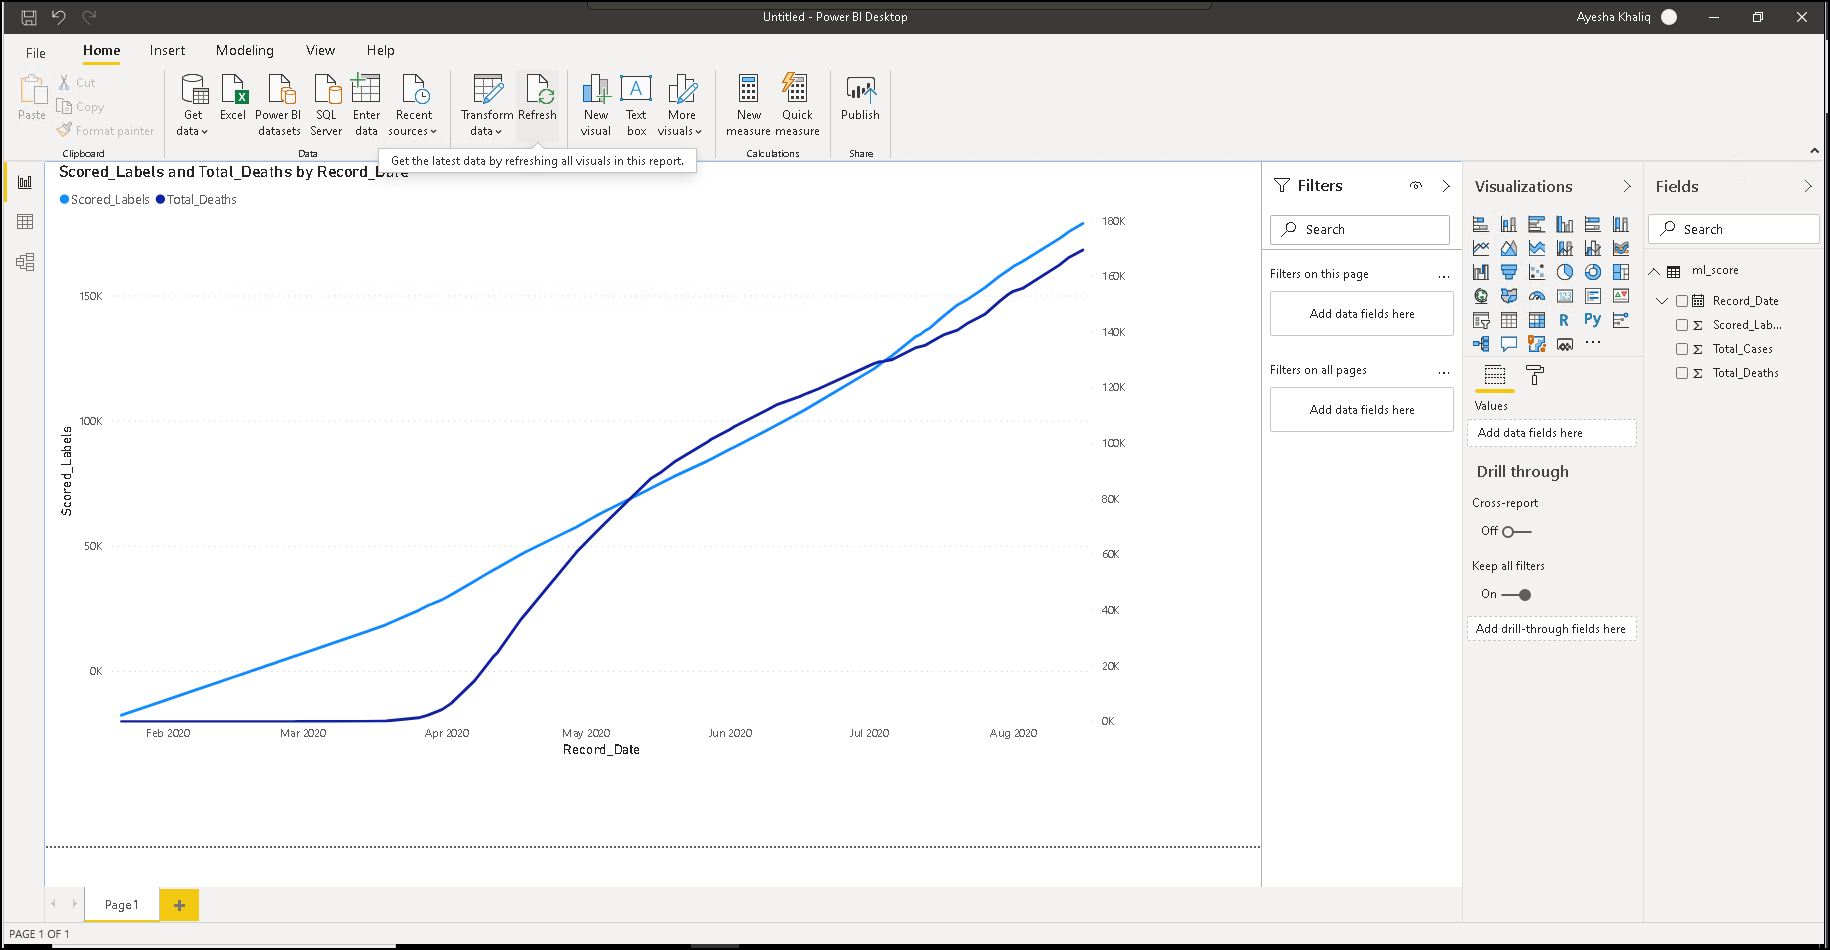 Untitled - Power BI Desktop
Ayesha Khaliq
File
Home
Insert
Modeling
View
Help
Paste
Cut
Copy
Format painter
Clipboard
Get data
Excel
Power BI datasets
SQL Server
Enter data
Recent sources
Data
Transform data
Refresh
New visual
Text box
More visuals
New measure
Quick measure
Calculations
Publish
Share
Get the latest data by refreshing all visuals in this report.
Scored_Labels and Total_Deaths by Record_Date
Scored_Labels
Total_Deaths
150K
100K
50K
0K
Scored_Labels
180K
160K
140K
120K
100K
80K
60K
40K
20K
0K
Feb 2020
Mar 2020
Apr 2020
May 2020
Jun 2020
Jul 2020
Aug 2020
Record_Date
Filters
Search
Filters on this page
...
Add data fields here
Filters on all pages
...
Add data fields here
Visualizations
123
R
Py
...
Values
Add data fields here
Drill through
Cross-report
Off
Keep all filters
On
Add drill-through fields here
Fields
Search
ml_score
Record_Date
Σ Scored_Lab...
Σ Total_Cases
Σ Total_Deaths
Page1
PAGE 1 OF 1